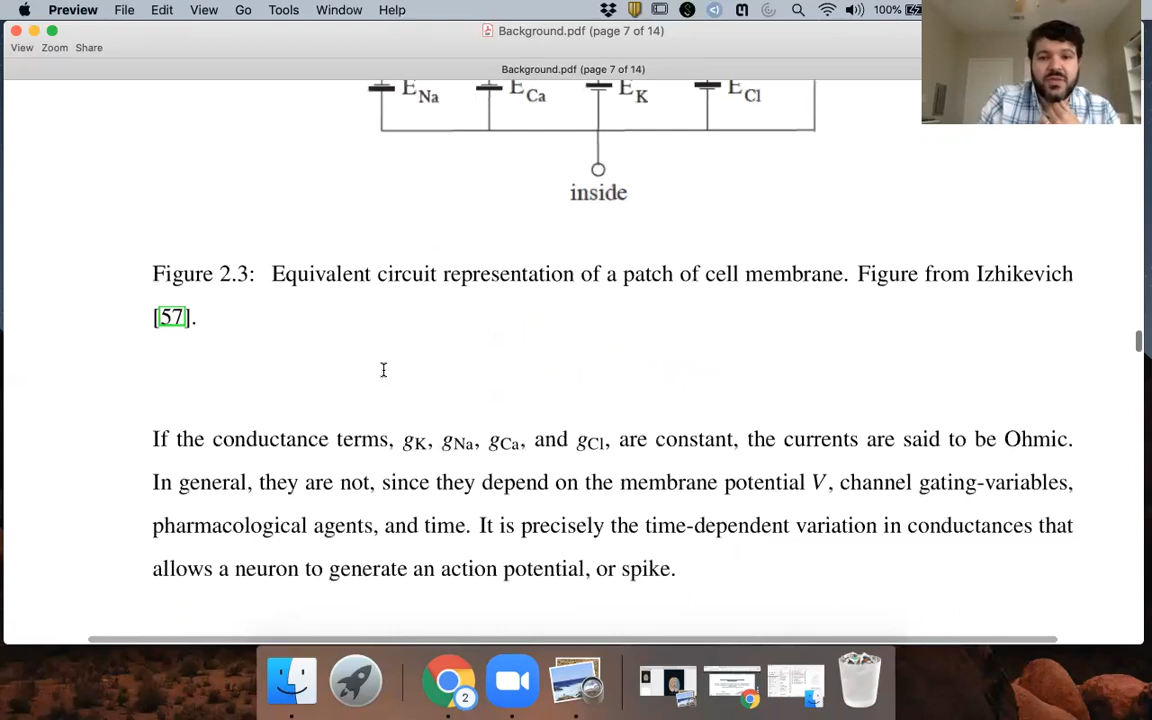 Preview File Edit View Go Tools Window Help 100%
Background.pdf (page 7 of 14)
View Zoom Share
Background.pdf (page 7 of 14)
E Na E Ca E K E Cl
inside
Figure 2.3: Equivalent circuit representation of a patch of cell membrane. Figure from Izhikevich
[57].
If the conductance terms, gK, gNa, gCa, and gCl, are constant, the currents are said to be Ohmic.
In general, they are not, since they depend on the membrane potential V, channel gating-variables,
pharmacological agents, and time. It is precisely the time-dependent variation in conductances that
allows a neuron to generate an action potential, or spike.
2